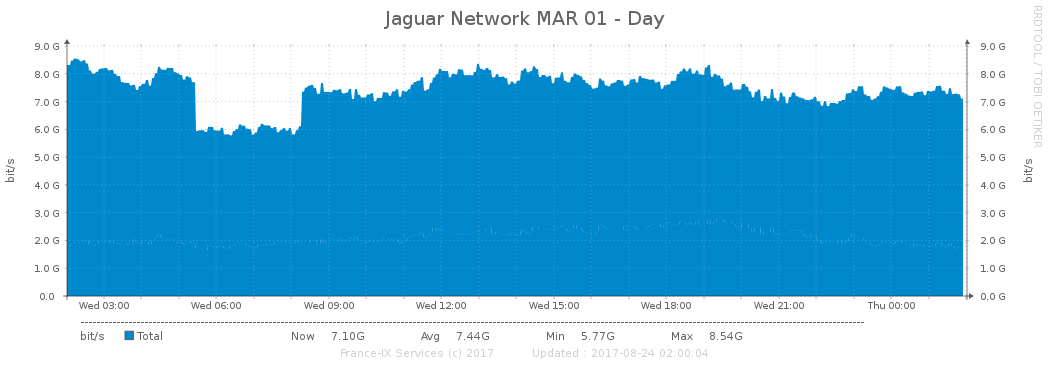 Jaguar Network MAR 01 - Day
RRDTOOL / TOBI OETIKER
9.0 G 9.0 G
8.0 G 8.0 G
7.0 G 7.0 G
6.0 G 6.0 G
5.0 G 5.0 G
4.0 G 4.0 G
3.0 G 3.0 G
2.0 G 2.0 G
1.0 G 1.0 G
0.0 0.0 G
bit/s bit/s
Wed 03:00 Wed 06:00 Wed 09:00 Wed 12:00 Wed 15:00 Wed 18:00 Wed 21:00 Thu 00:00
bit/s Total Now 7.10G Avg 7.44G Min 5.77G Max 8.54G
France-IX Services (c) 2017 Updated : 2017-08-24 02:00:04